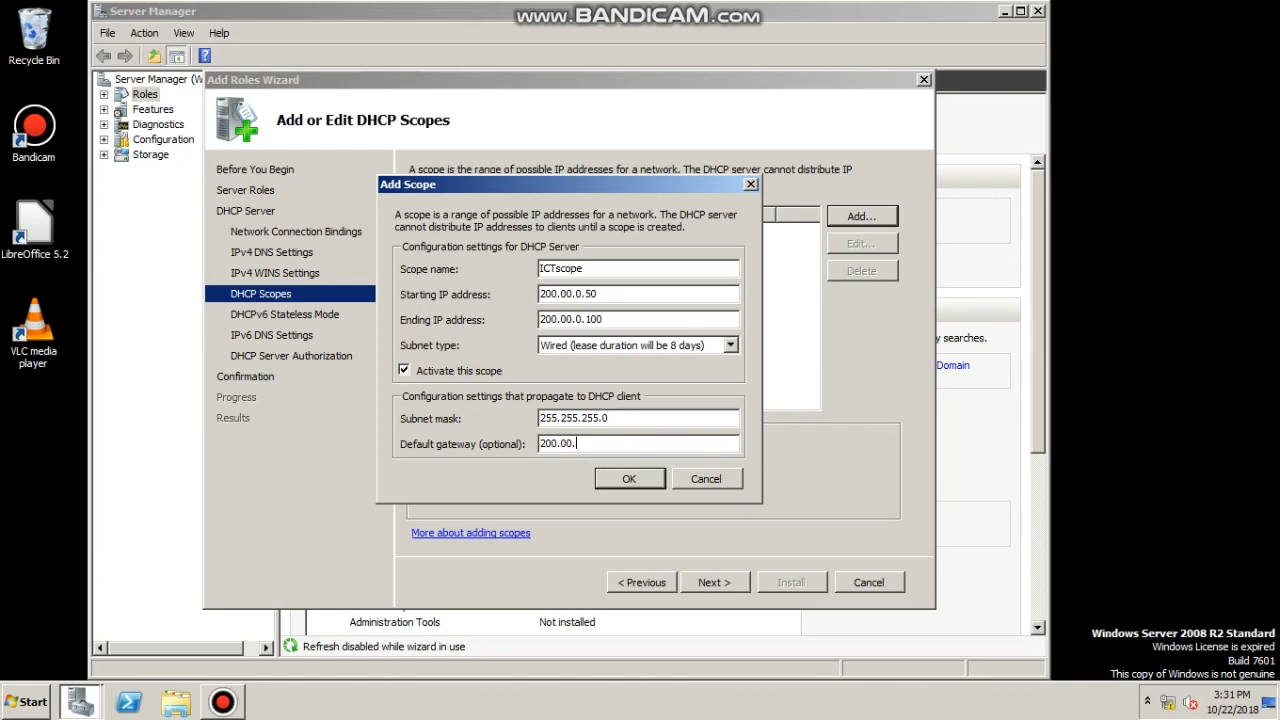 www.BANDICAM.com
Recycle Bin
Bandicam
LibreOffice 5.2
VLC media
player
Server Manager
File Action View Help
Server Manager (W
Roles
Features
Diagnostics
Configuration
Storage
Add Roles Wizard
Add or Edit DHCP Scopes
Before You Begin
Server Roles
DHCP Server
Network Connection Bindings
IPv4 DNS Settings
IPv4 WINS Settings
DHCP Scopes
DHCPv6 Stateless Mode
IPv6 DNS Settings
DHCP Server Authorization
Confirmation
Progress
Results
A scope is the range of possible IP addresses for a network. The DHCP server cannot distribute IP
Add...
Edit...
Delete
Add Scope
A scope is a range of possible IP addresses for a network. The DHCP server
cannot distribute IP addresses to clients until a scope is created.
Configuration settings for DHCP Server
Scope name: ICTscope
Starting IP address: 200.00.0.50
Ending IP address: 200.00.0.100
Subnet type: Wired (lease duration will be 8 days)
Activate this scope
Configuration settings that propagate to DHCP client
Subnet mask: 255.255.255.0
Default gateway (optional): 200.00.
OK Cancel
More about adding scopes
< Previous Next > Install Cancel
y searches.
Domain
Administration Tools Not installed
Refresh disabled while wizard in use
Windows Server 2008 R2 Standard
Windows License is expired
Build 7601
This copy of Windows is not genuine
Start
3:31 PM
10/22/2018